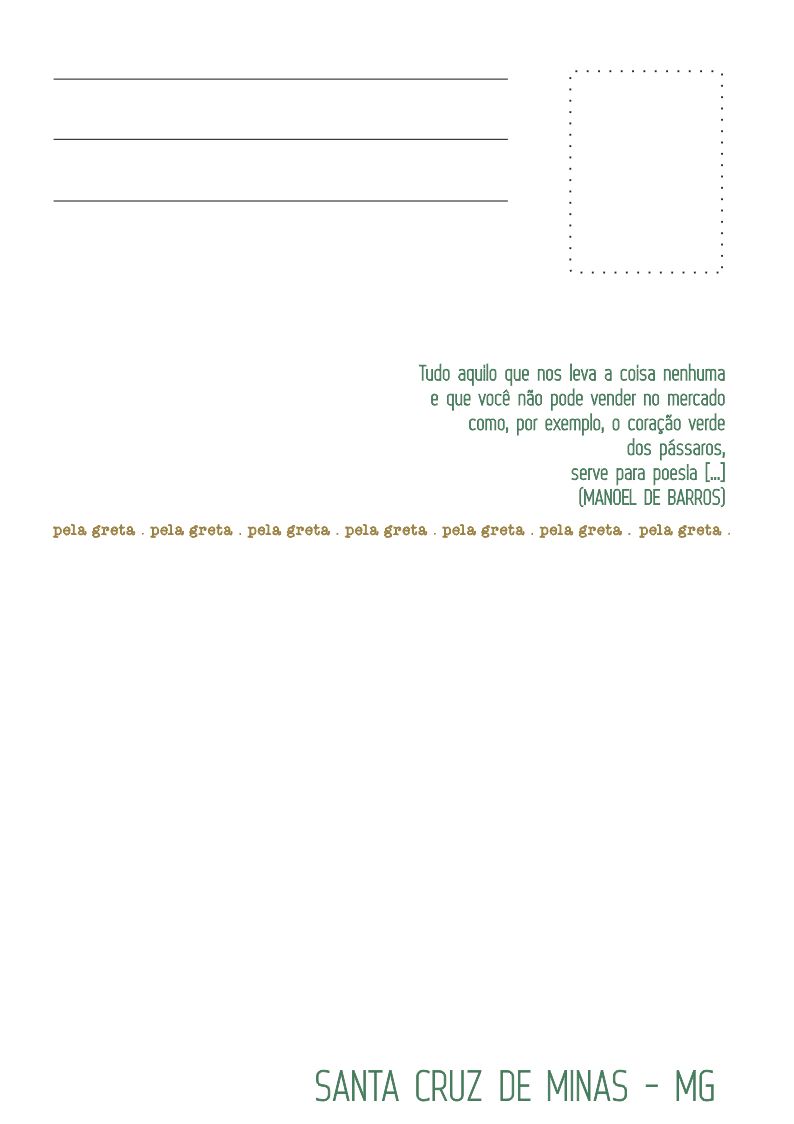 Tudo aquilo que nos leva a coisa nenhuma
e que você não pode vender no mercado
como, por exemplo, o coração verde
dos pássaros,
serve para poesia [...]
(MANOEL DE BARROS)
pela greta . pela greta . pela greta . pela greta . pela greta . pela greta . pela greta .
SANTA CRUZ DE MINAS - MG